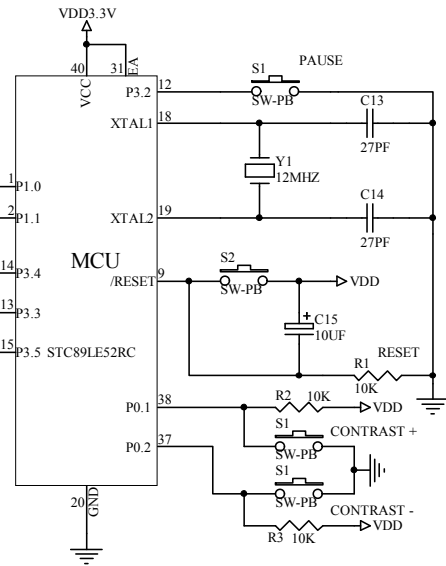 VDD3.3V
40
31
VCC
EA
P3.2
12
S1
PAUSE
SW-PB
C13
27PF
XTAL1
18
Y1
12MHZ
1
P1.0
2
P1.1
XTAL2
19
C14
27PF
MCU
14
P3.4
/RESET
9
S2
SW-PB
VDD
13
P3.3
C15
10UF
15
P3.5
STC89LE52RC
R1
RESET
10K
P0.1
38
R2
10K
VDD
S1
CONTRAST +
SW-PB
P0.2
37
S1
SW-PB
CONTRAST -
20
GND
R3
10K
VDD